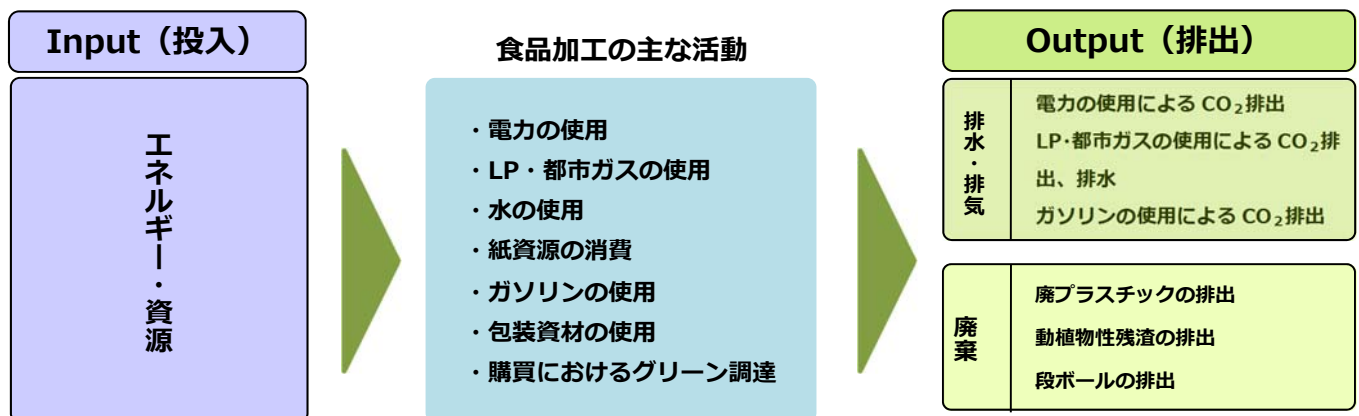 Input（投入）
エネルギー・資源
食品加工の主な活動
・電力の使用
・LP・都市ガスの使用
・水の使用
・紙資源の消費
・ガソリンの使用
・包装資材の使用
・購買におけるグリーン調達
Output（排出）
排水・排気
電力の使用による CO₂排出
LP･都市ガスの使用による CO₂排
出、排水
ガソリンの使用による CO₂排出
廃棄
廃プラスチックの排出
動植物性残渣の排出
段ボールの排出